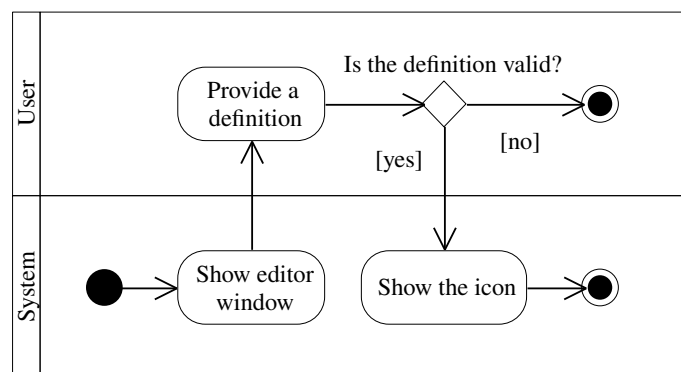 User
Is the definition valid?
Provide a
definition
[yes]
[no]
System
Show editor
window
Show the icon